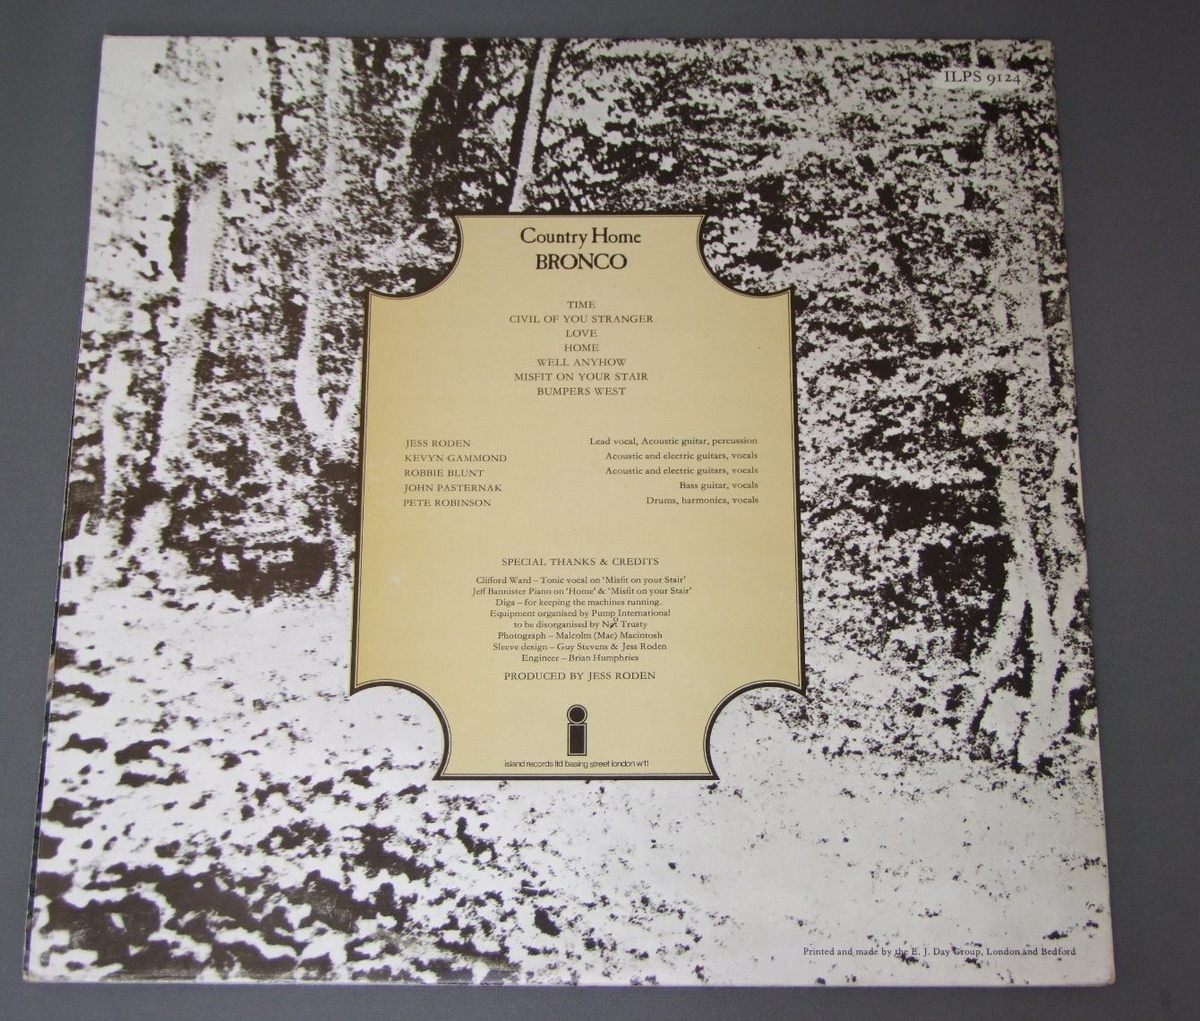 ILPS 9124
Country Home
BRONCO
TIME
CIVIL OF YOU STRANGER
LOVE
HOME
WELL ANYHOW
MISFIT ON YOUR STAIR
BUMPERS WEST
JESS RODEN Lead vocal, Acoustic guitar, percussion
KEVYN GAMMOND Acoustic and electric guitars, vocals
ROBBIE BLUNT Acoustic and electric guitars, vocals
JOHN PASTERNAK Bass guitar, vocals
PETE ROBINSON Drums, harmonica, vocals
SPECIAL THANKS & CREDITS
Clifford Ward – Tonic vocal on 'Misfit on your Stair'
Jeff Bannister Piano on 'Home' & 'Misfit on your Stair'
Diga – for keeping the machines running.
Equipment organised by Pump International
to be disorganised by Trusty
Photograph – Malcolm (Mac) Macintosh
Sleeve design – Guy Stevens & Jess Roden
Engineer – Brian Humphries
PRODUCED BY JESS RODEN
island records ltd basing street london w11
Printed and made by the E. J. Day Group, London and Bedford